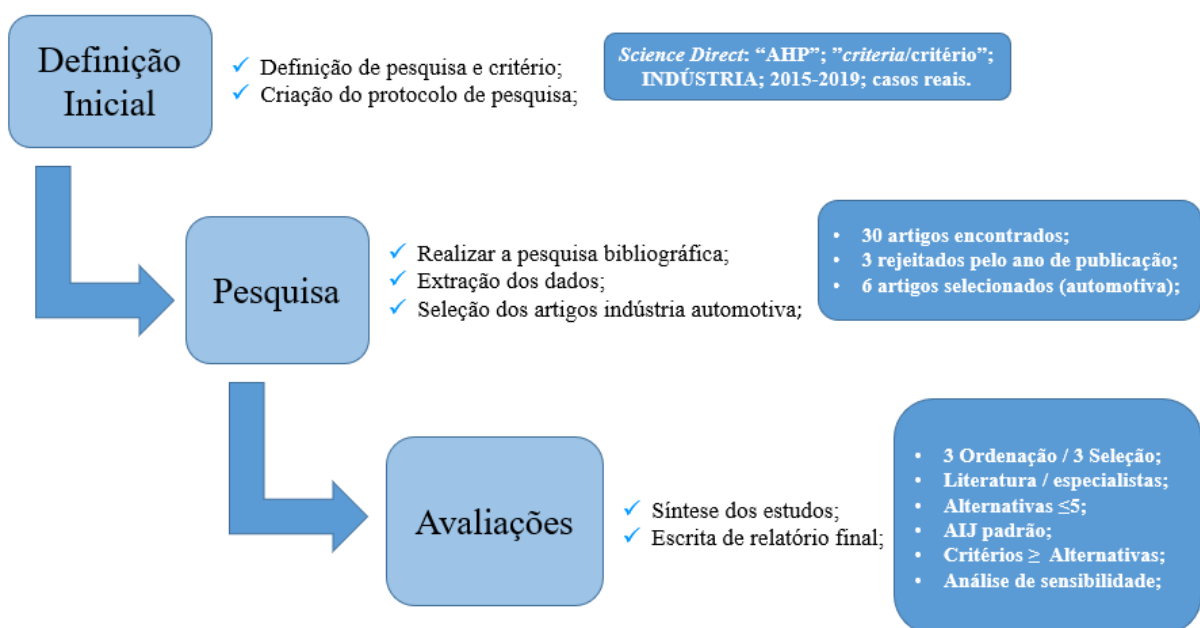 Definição
Inicial
✓ Definição de pesquisa e critério;
✓ Criação do protocolo de pesquisa;
Science Direct: “AHP”; ”criteria/critério”;
INDÚSTRIA; 2015-2019; casos reais.
Pesquisa
✓ Realizar a pesquisa bibliográfica;
✓ Extração dos dados;
✓ Seleção dos artigos indústria automotiva;
• 30 artigos encontrados;
• 3 rejeitados pelo ano de publicação;
• 6 artigos selecionados (automotiva);
Avaliações
✓ Síntese dos estudos;
✓ Escrita de relatório final;
• 3 Ordenação / 3 Seleção;
• Literatura / especialistas;
• Alternativas ≤5;
• AIJ padrão;
• Critérios ≥ Alternativas;
• Análise de sensibilidade;